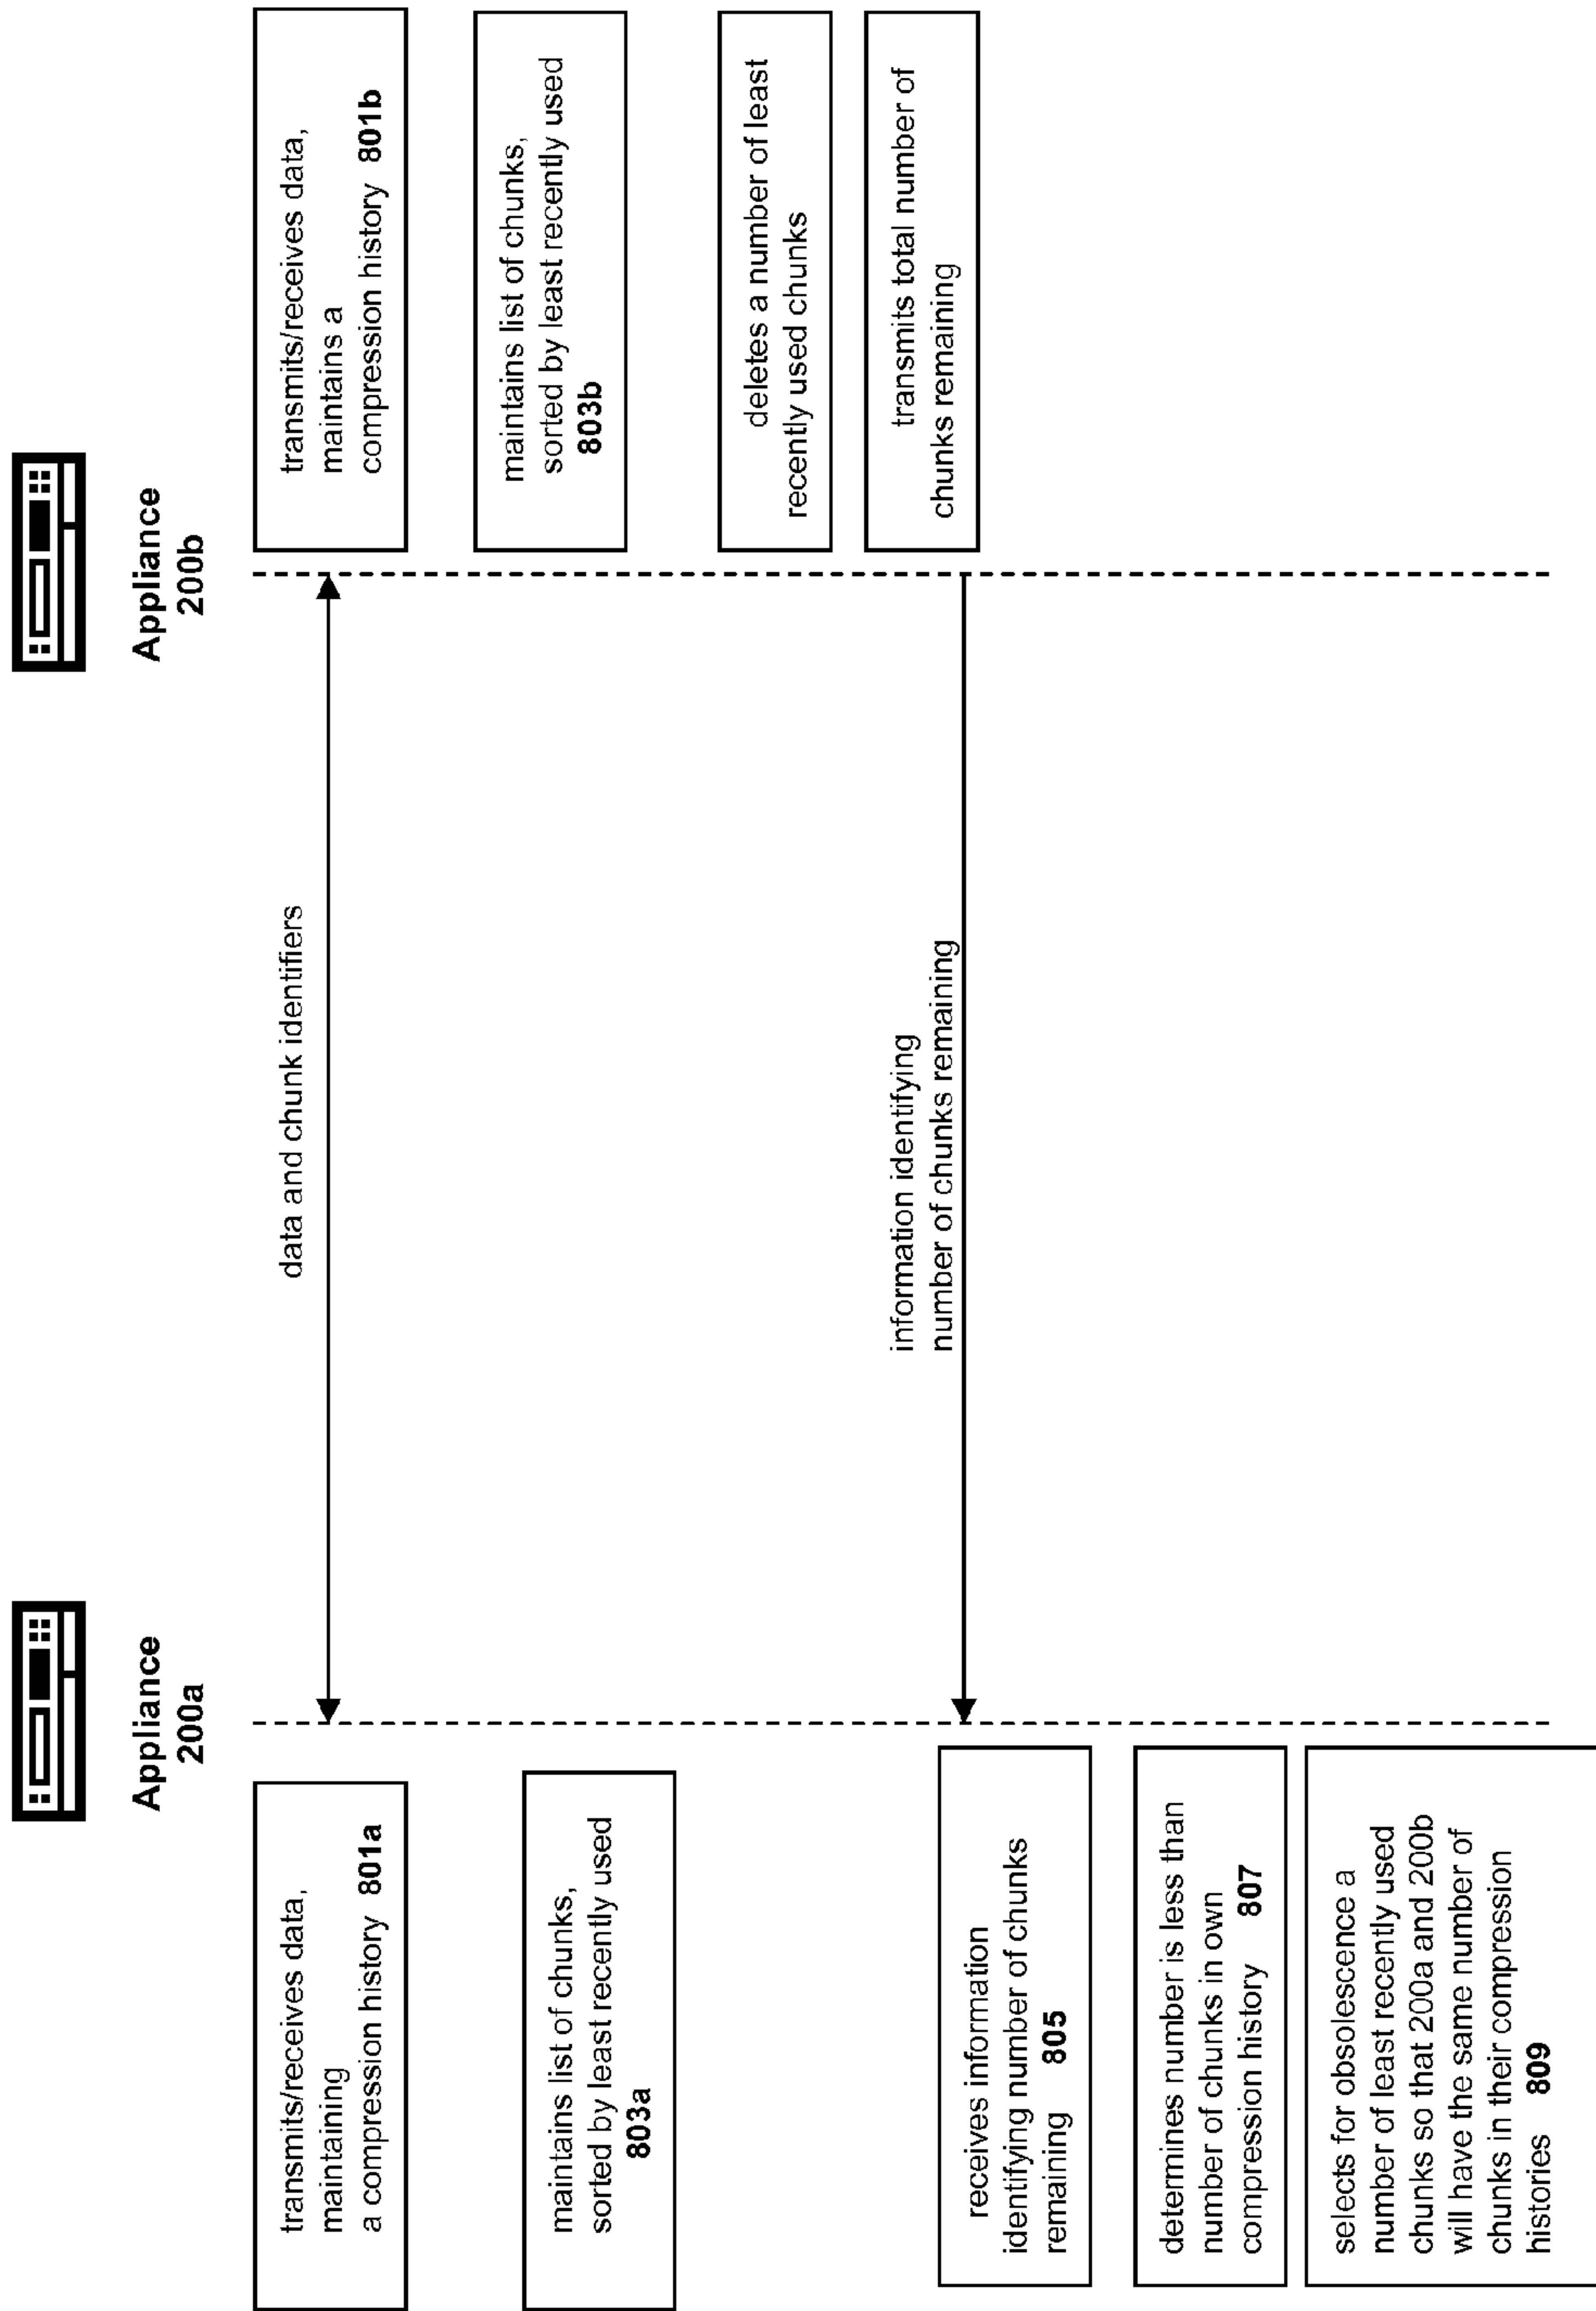 Appliance
200a
Appliance
200b
transmits/receives data,
maintaining
a compression history 801a
data and chunk identifiers
transmits/receives data,
maintains a
compression history 801b
maintains list of chunks,
sorted by least recently used
803a
maintains list of chunks,
sorted by least recently used
803b
deletes a number of least
recently used chunks
transmits total number of
chunks remaining
information identifying
number of chunks remaining
receives information
identifying number of chunks
remaining 805
determines number is less than
number of chunks in own
compression history 807
selects for obsolescence a
number of least recently used
chunks so that 200a and 200b
will have the same number of
chunks in their compression
histories 809